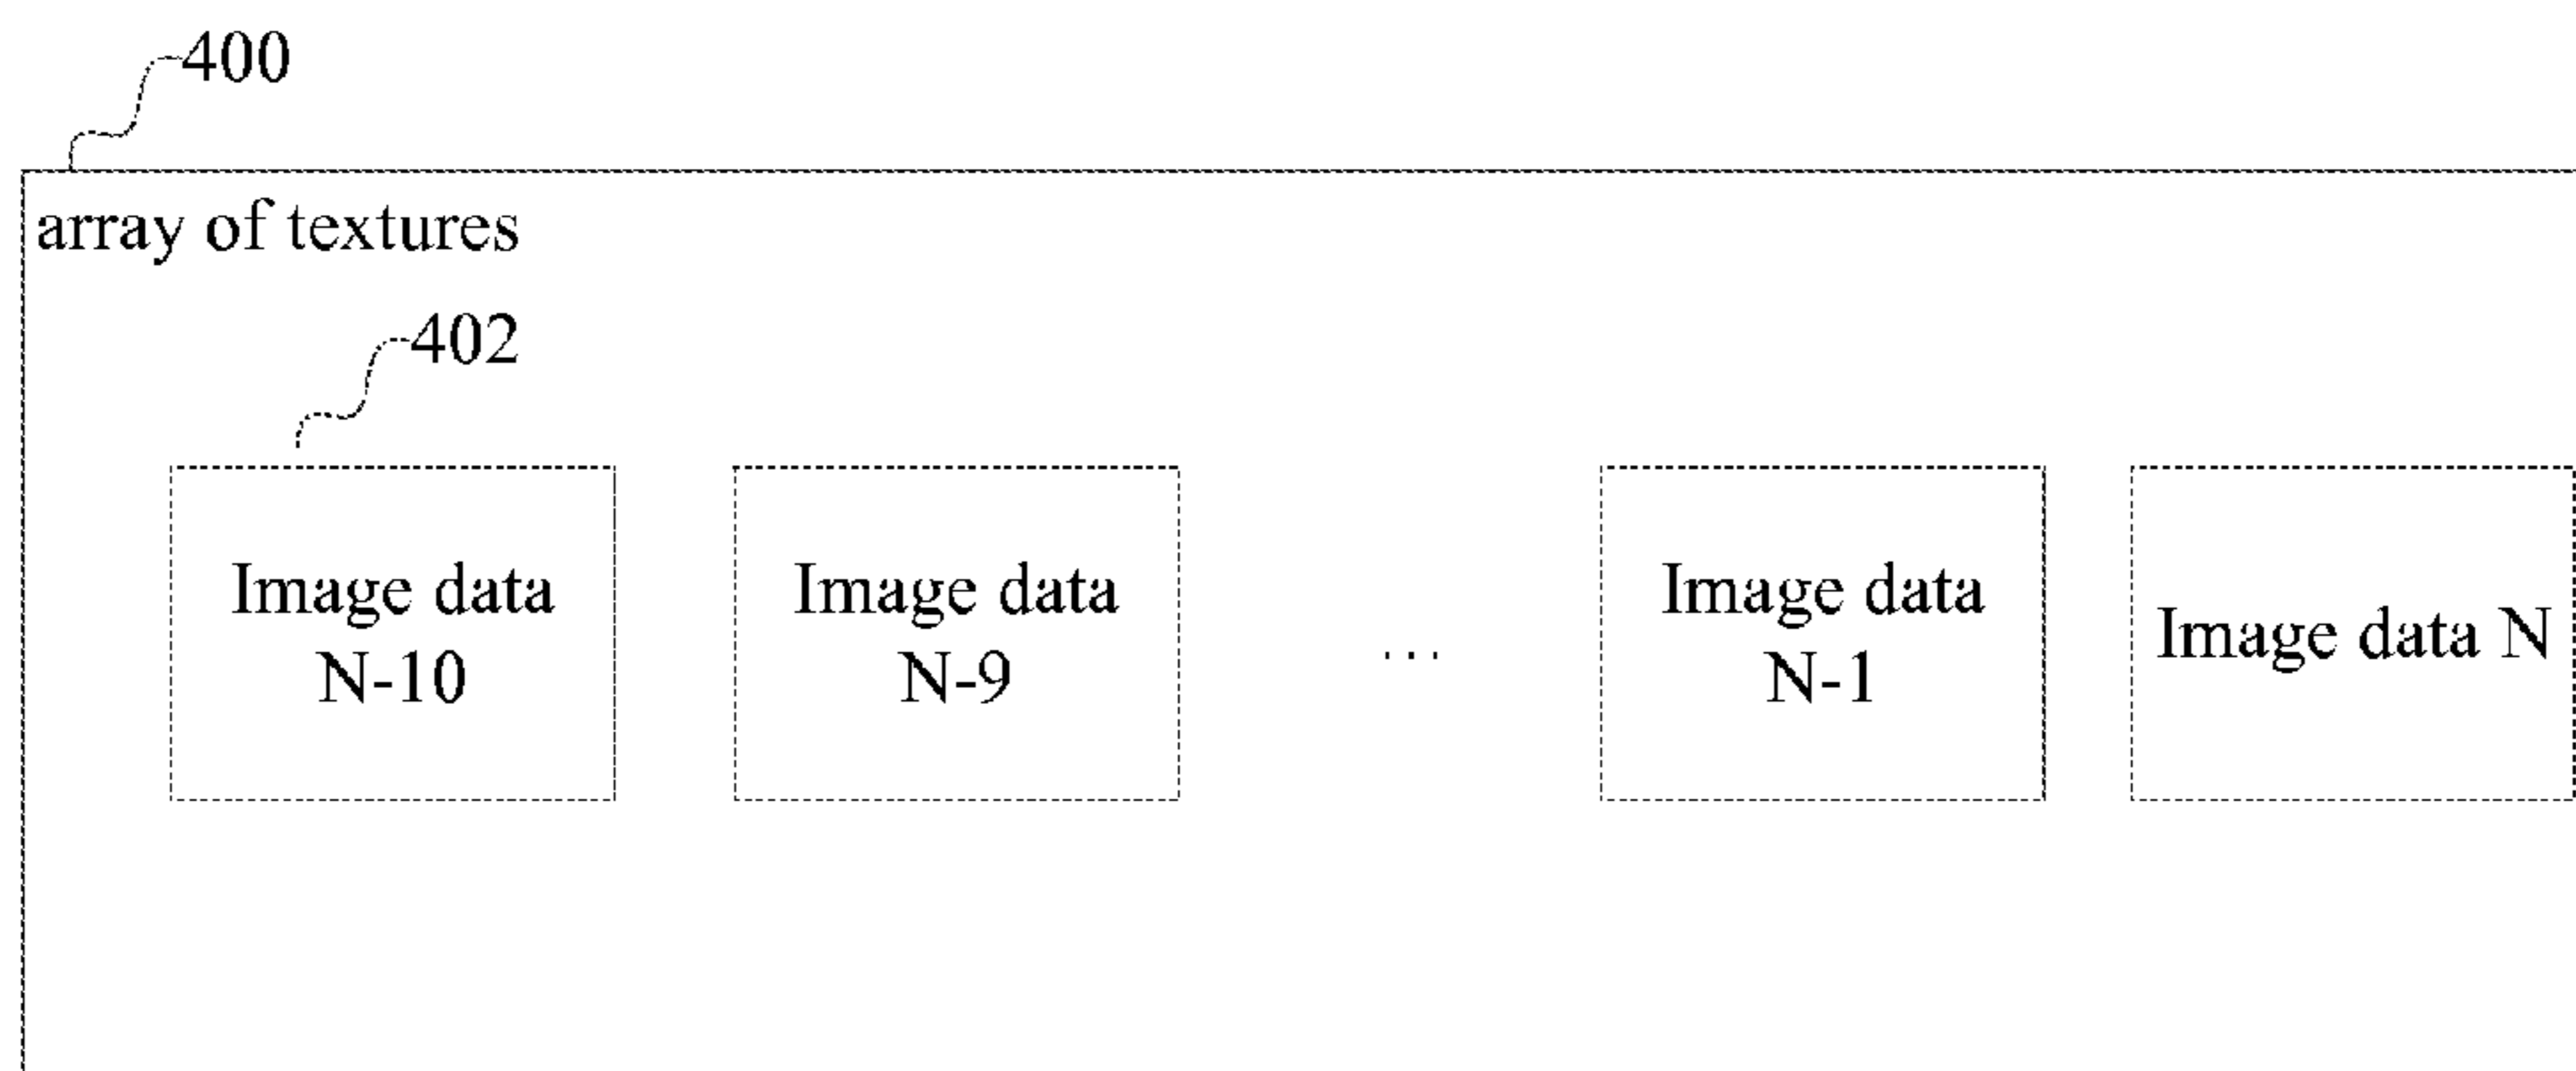 400
array of textures
402
Image data
N-10
Image data
N-9
...
Image data
N-1
Image data N